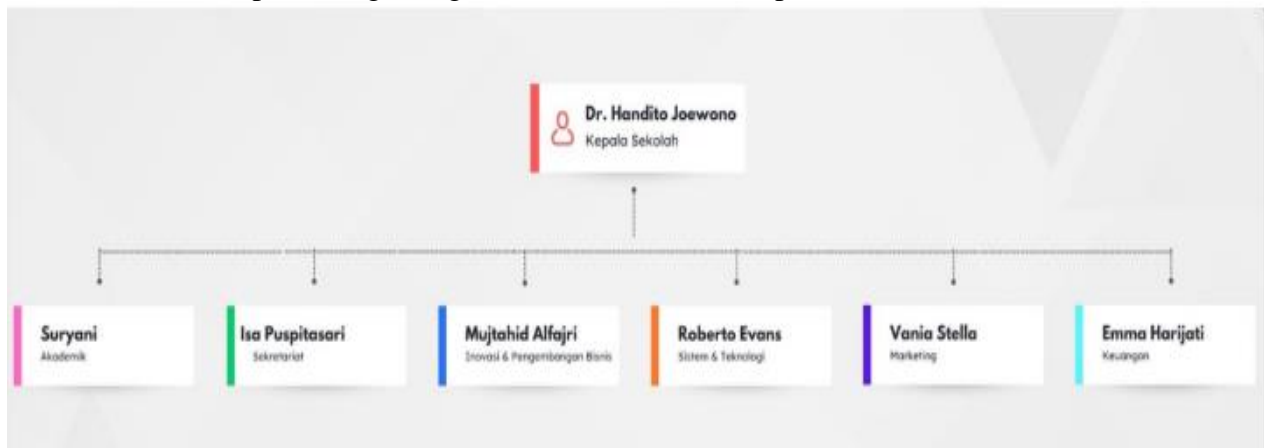 Dr. Handito Joewono
Kepala Sekolah
Suryani
Akademik
Isa Puspitasari
Sekretariat
Mujtahid Alfajri
Inovasi & Pengembangan Bisnis
Roberto Evans
Sistem & Teknologi
Vania Stella
Marketing
Emma Harijati
Keuangan